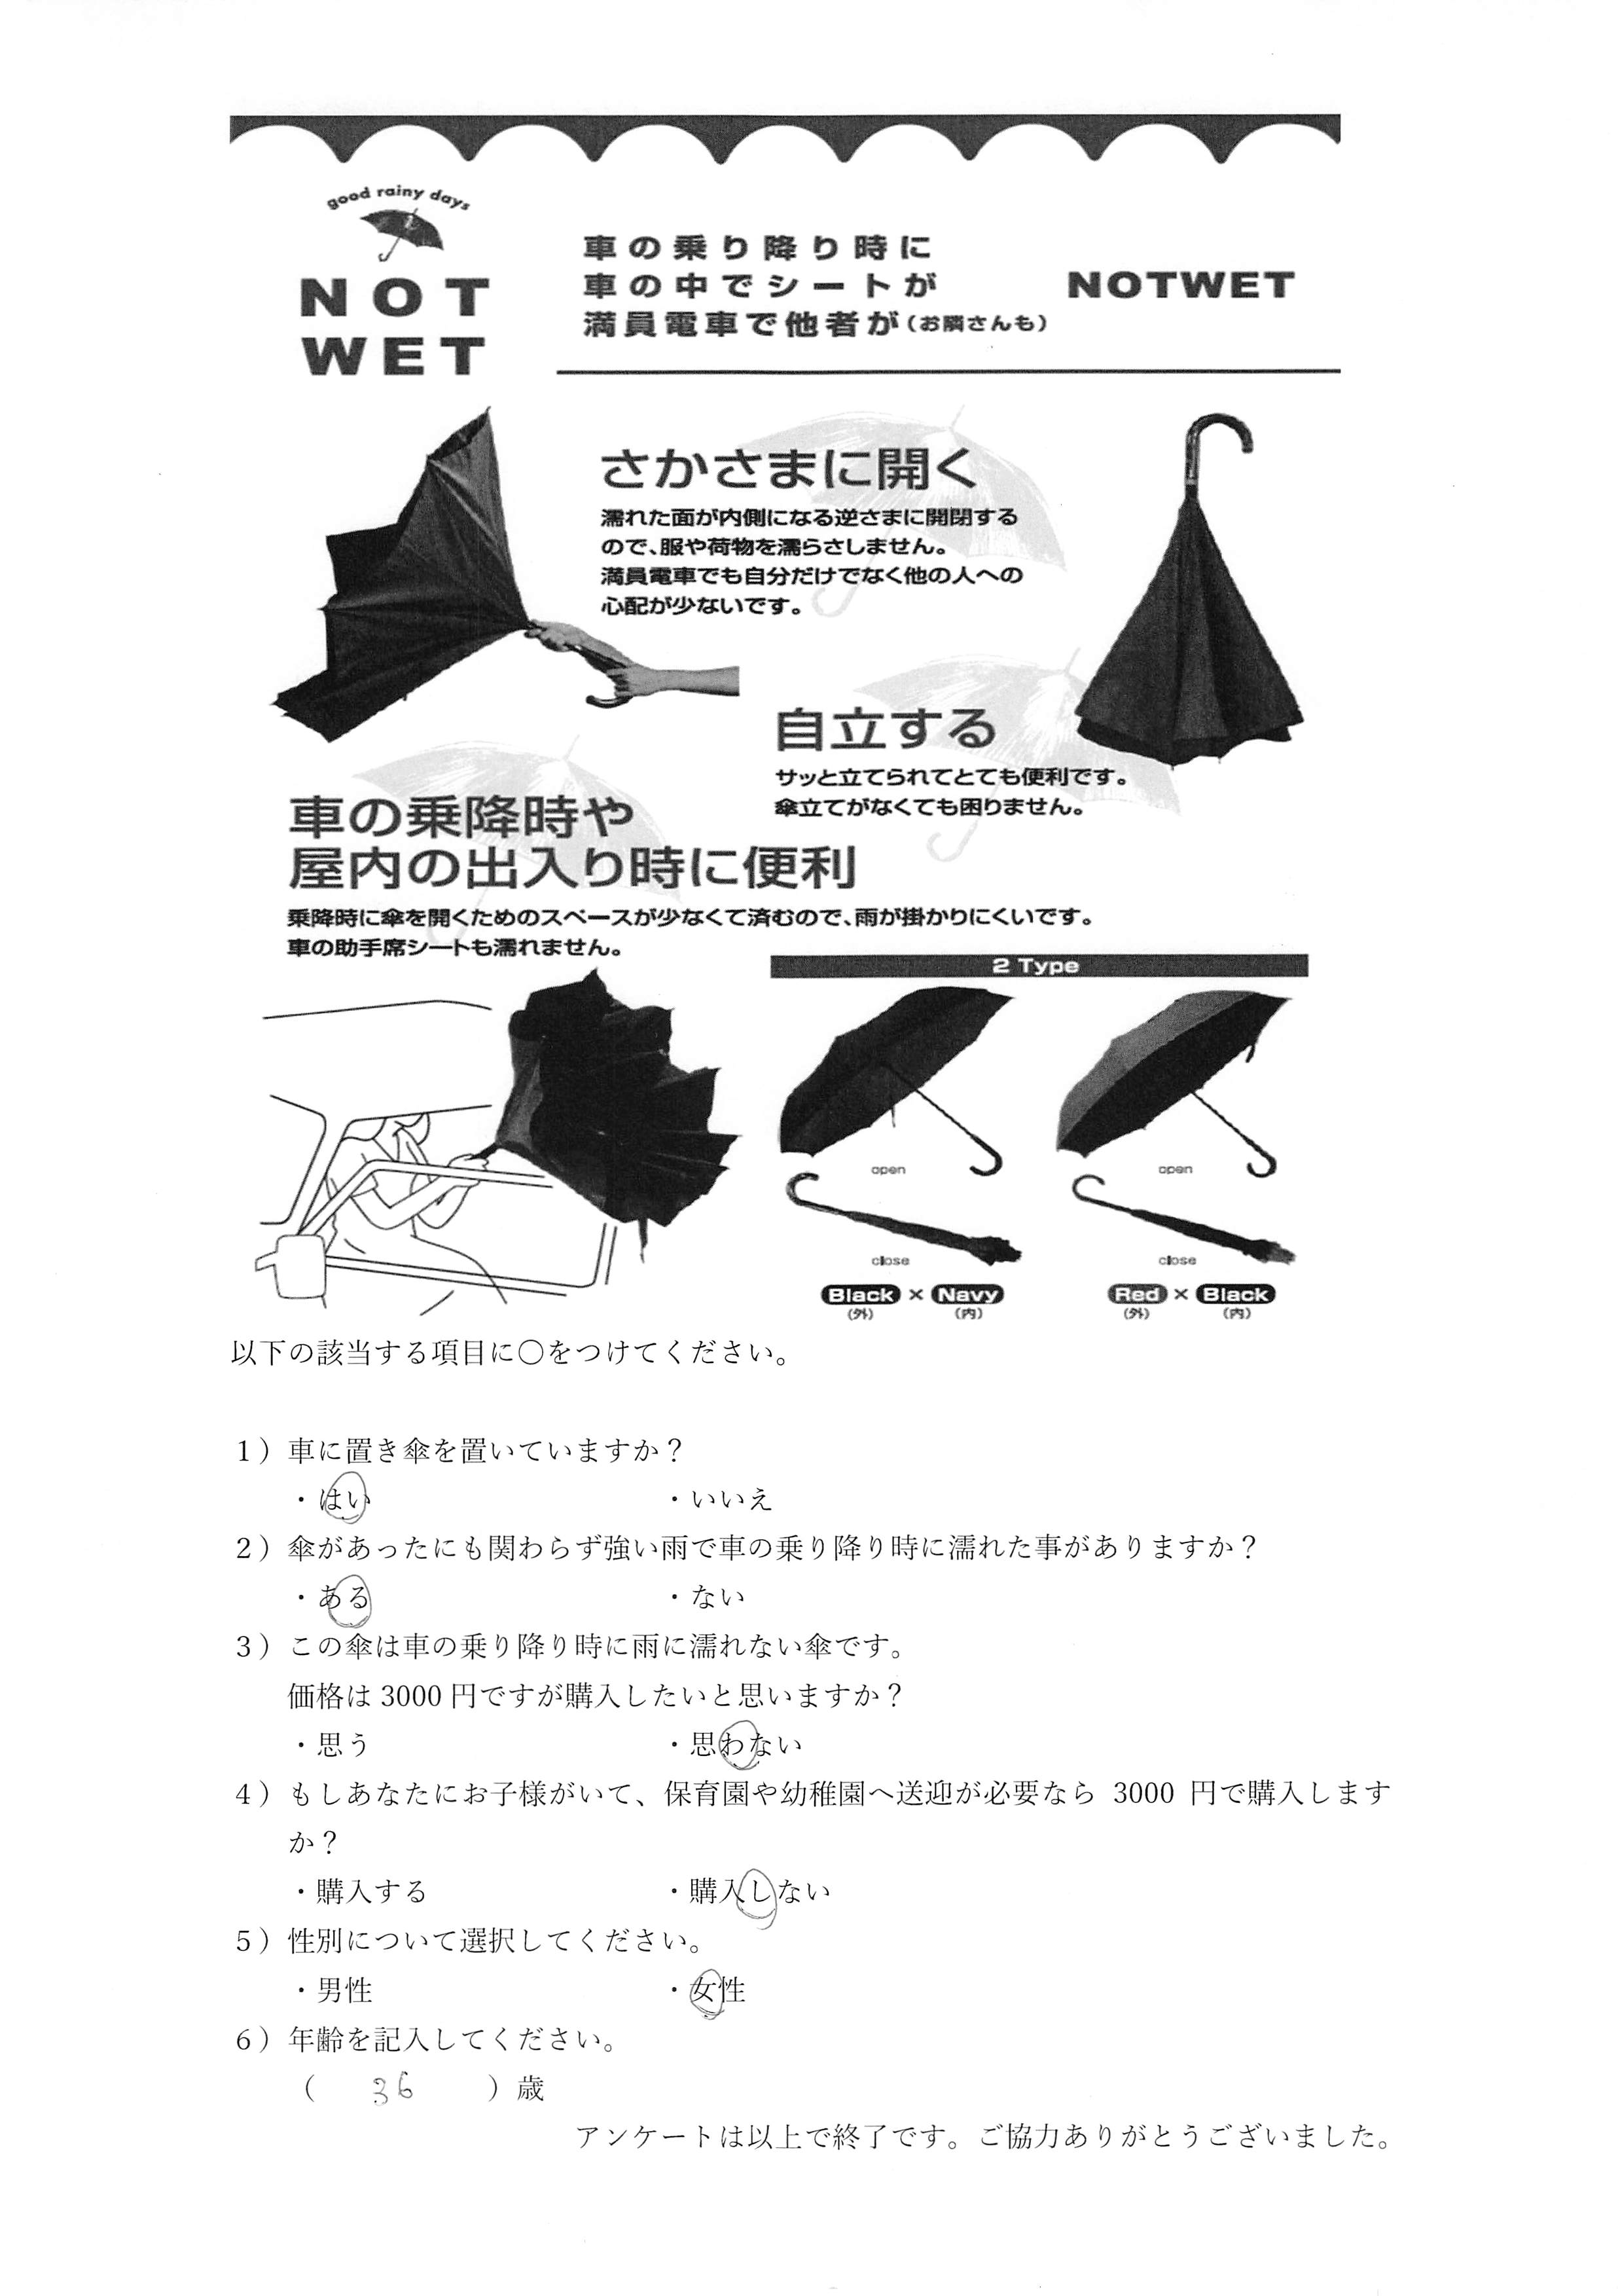 good rainy days
NOT
WET
車の乗り降り時に
車の中でシートが
満員電車で他者が(お隣さんも)
NOTWET
さかさまに開く
濡れた面が内側になる逆さまに開閉する
ので、服や荷物を濡らさしません。
満員電車でも自分だけでなく他の人への
心配が少ないです。
自立する
サッと立てられてとても便利です。
傘立てがなくても困りません。
車の乗降時や
屋内の出入り時に便利
乗降時に傘を開くためのスペースが少なくて済むので、雨が掛かりにくいです。
車の助手席シートも濡れません。
2 Type
open open
close close
Black × Navy Red × Black
(外) (内) (外) (内)
以下の該当する項目に〇をつけてください。
1）車に置き傘を置いていますか？
・はい ・いいえ
2）傘があったにも関わらず強い雨で車の乗り降り時に濡れた事がありますか？
・ある ・ない
3）この傘は車の乗り降り時に雨に濡れない傘です。
価格は 3000 円ですが購入したいと思いますか？
・思う ・思わない
4）もしあなたにお子様がいて、保育園や幼稚園へ送迎が必要なら 3000 円で購入します
か？
・購入する ・購入しない
5）性別について選択してください。
・男性 ・女性
6）年齢を記入してください。
（ 36 ）歳
アンケートは以上で終了です。ご協力ありがとうございました。